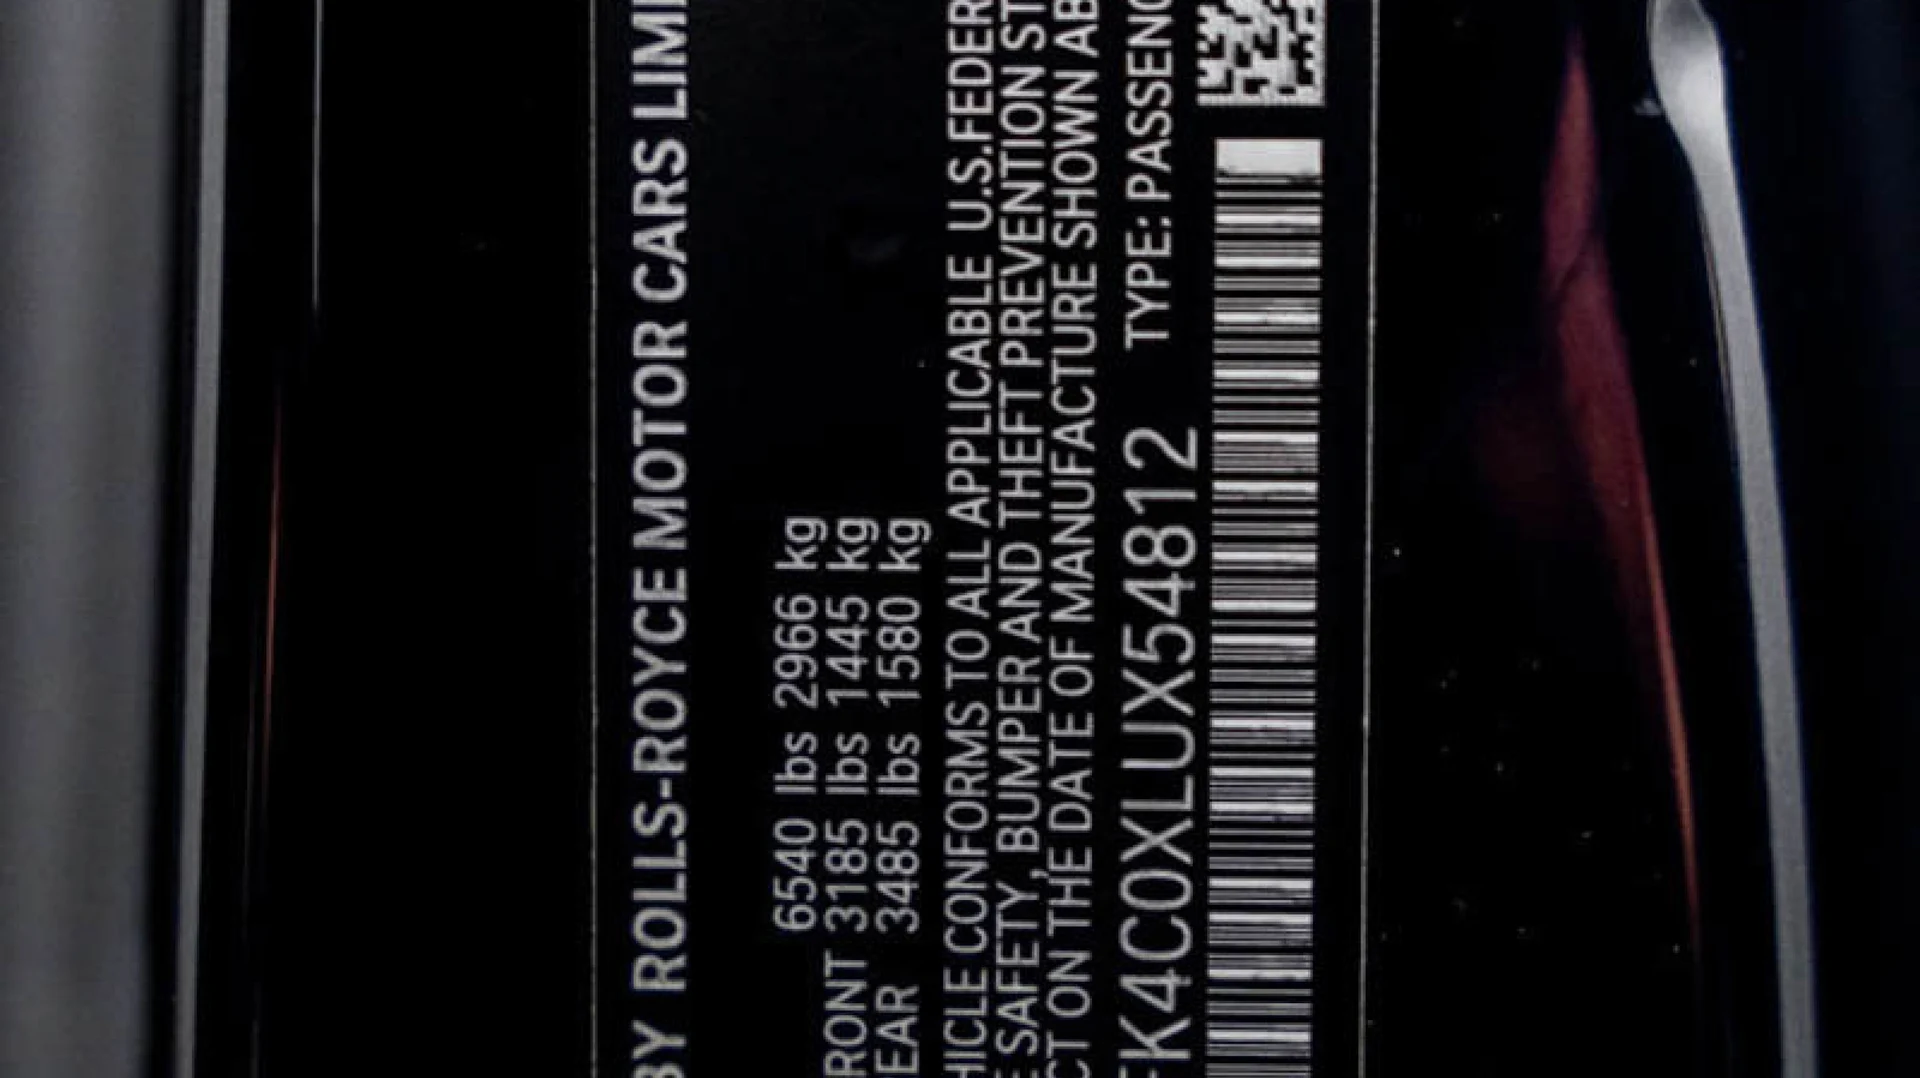 BY ROLLS-ROYCE MOTOR CARS LIMI
6540 lbs 2966 kg
RONT 3185 lbs 1445 kg
EAR 3485 lbs 1580 kg
HICLE CONFORMS TO ALL APPLICABLE U.S.FEDER
E SAFETY, BUMPER AND THEFT PREVENTION ST
CT ON THE DATE OF MANUFACTURE SHOWN AB
FK4C0XLUX54812 TYPE: PASSENG